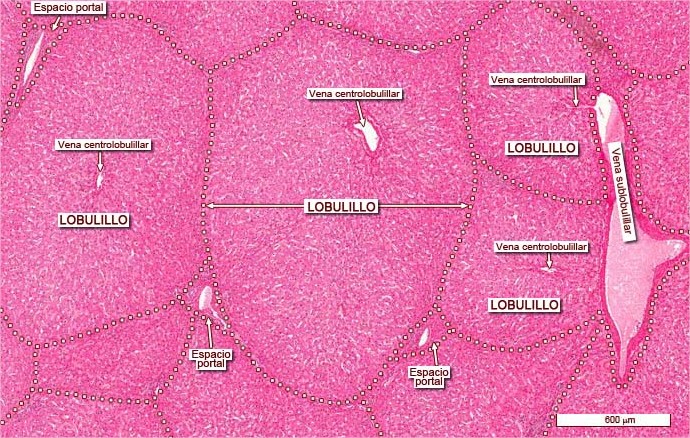 Espacio portal
Vena centrolobulillar
Vena centrolobulillar
Vena centrolobulillar
LOBULILLO
Vena sublobulillar
LOBULILLO
LOBULILLO
Vena centrolobulillar
LOBULILLO
Espacio
portal
Espacio
portal
600 µm